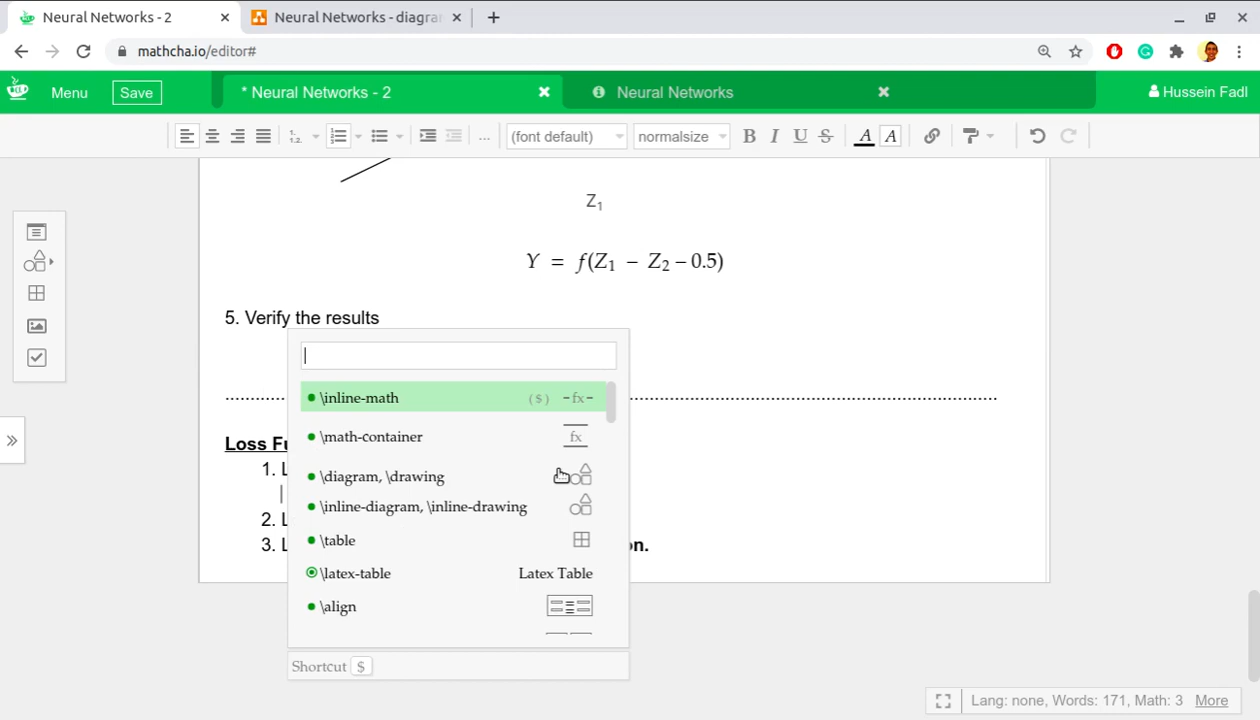 Neural Networks - 2
Neural Networks - diagra
mathcha.io/editor#
Menu
Save
* Neural Networks - 2
Neural Networks
Hussein Fadl
(font default)
normalsize
B I U S A A
Z₁
Y = f(Z₁ − Z₂ − 0.5)
5. Verify the results
Loss Fu
1. L
2. L
3. L
on.
\inline-math ($) -fx-
\math-container fx
\diagram, \drawing
\inline-diagram, \inline-drawing
\table
\latex-table Latex Table
\align
Shortcut $
Lang: none, Words: 171, Math: 3 More